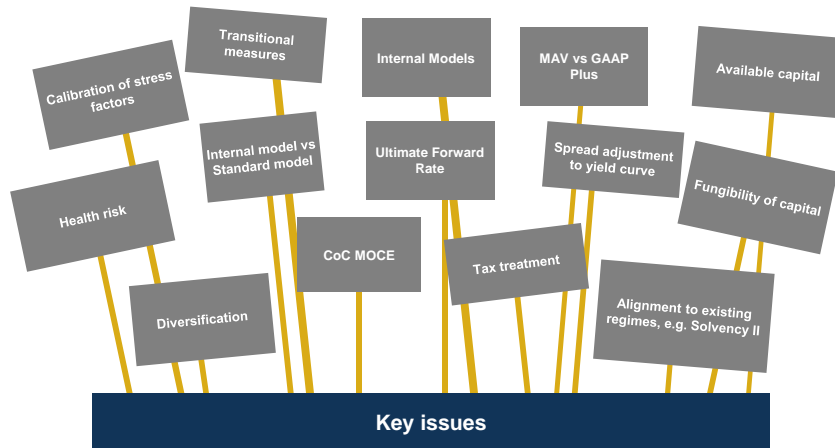 Transitional
measures
Internal Models
MAV vs GAAP
Plus
Available capital
Calibration of stress
factors
Internal model vs
Standard model
Ultimate Forward
Rate
Spread adjustment
to yield curve
Fungibility of
capital
Health risk
CoC MOCE
Tax treatment
Diversification
Alignment to existing
regimes, e.g. Solvency II
Key issues